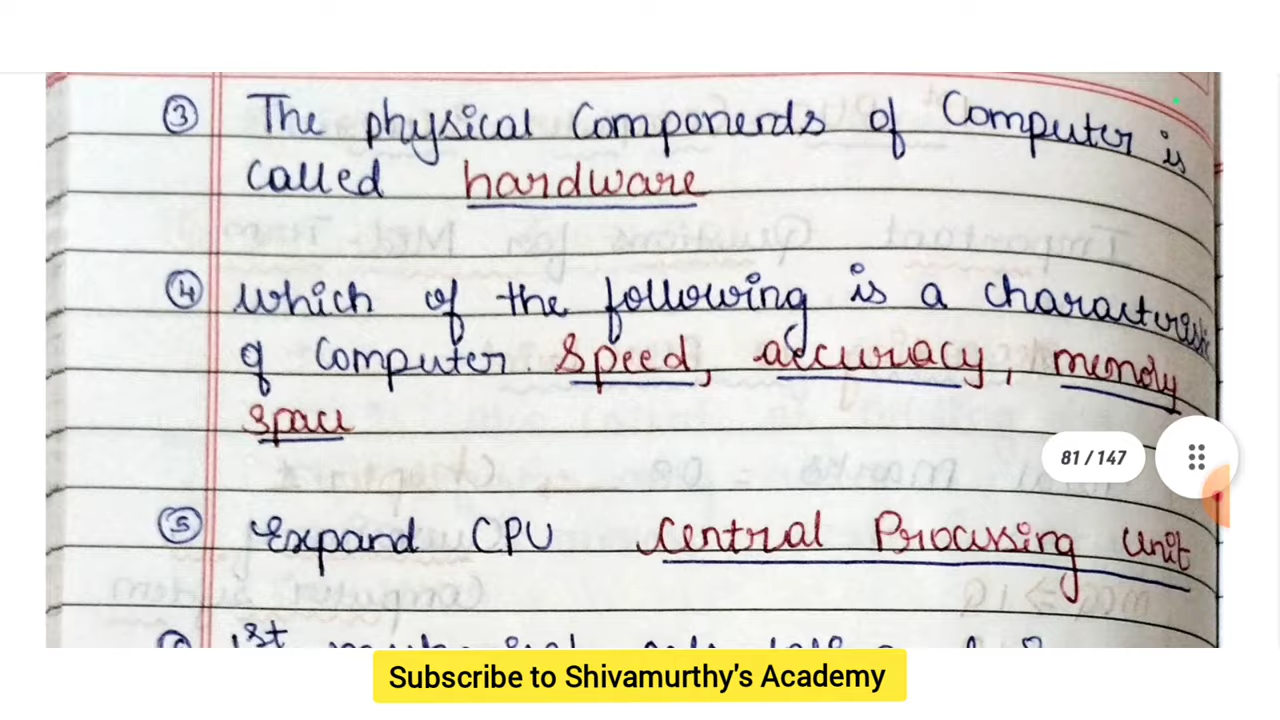 ③ The physical Components of Computer is
called hardware
④ which of the following is a characteristic
of Computer. Speed, accuracy, memory
space
81 / 147
⑤ Expand CPU Central Processing Unit
1st
Subscribe to Shivamurthy's Academy